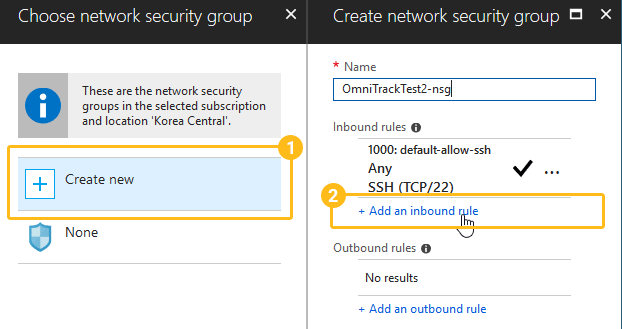 Choose network security group
These are the network security
groups in the selected subscription
and location 'Korea Central'.
1
Create new
None
Create network security group
* Name
OmniTrackTest2-nsg
Inbound rules
1000: default-allow-ssh
Any
SSH (TCP/22)
...
2
+ Add an inbound rule
Outbound rules
No results
+ Add an outbound rule